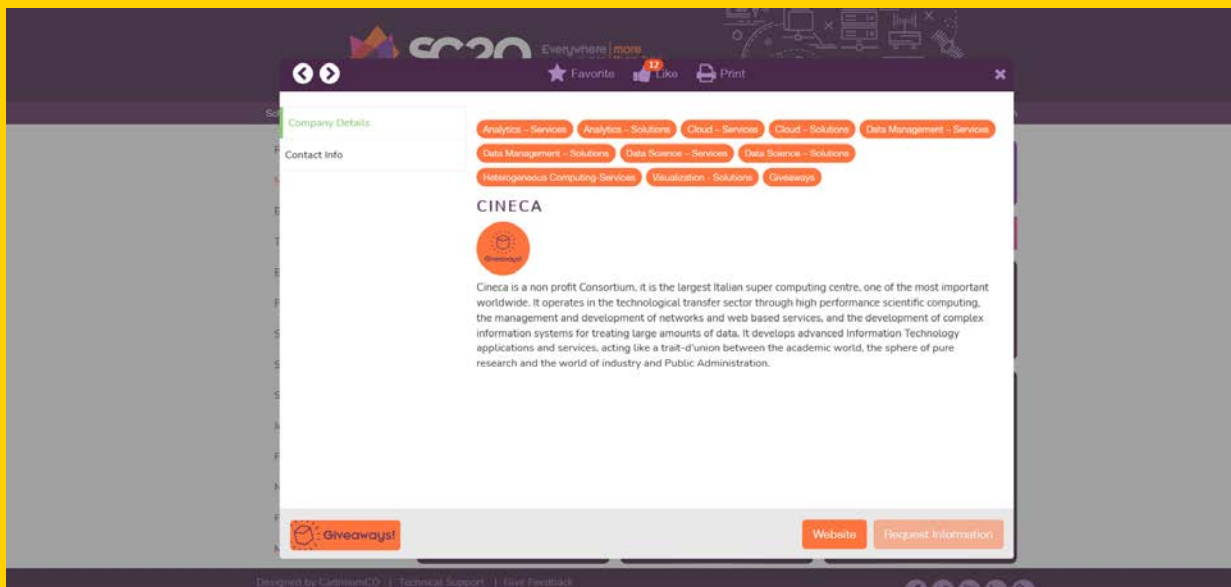 SC20 Everywhere more
12
Favorite Like Print
Company Details
Contact Info
Analytics – Services Analytics – Solutions Cloud – Services Cloud – Solutions Data Management – Services
Data Management – Solutions Data Science – Services Data Science – Solutions
Heterogeneous Computing-Services Visualization - Solutions Giveaways
CINECA
Giveaways!
Cineca is a non profit Consortium, it is the largest Italian super computing centre, one of the most important
worldwide. It operates in the technological transfer sector through high performance scientific computing,
the management and development of networks and web based services, and the development of complex
information systems for treating large amounts of data. It develops advanced Information Technology
applications and services, acting like a trait-d'union between the academic world, the sphere of pure
research and the world of industry and Public Administration.
Giveaways!
Website Request Information
Designed by CadmiumCD | Technical Support | Give Feedback